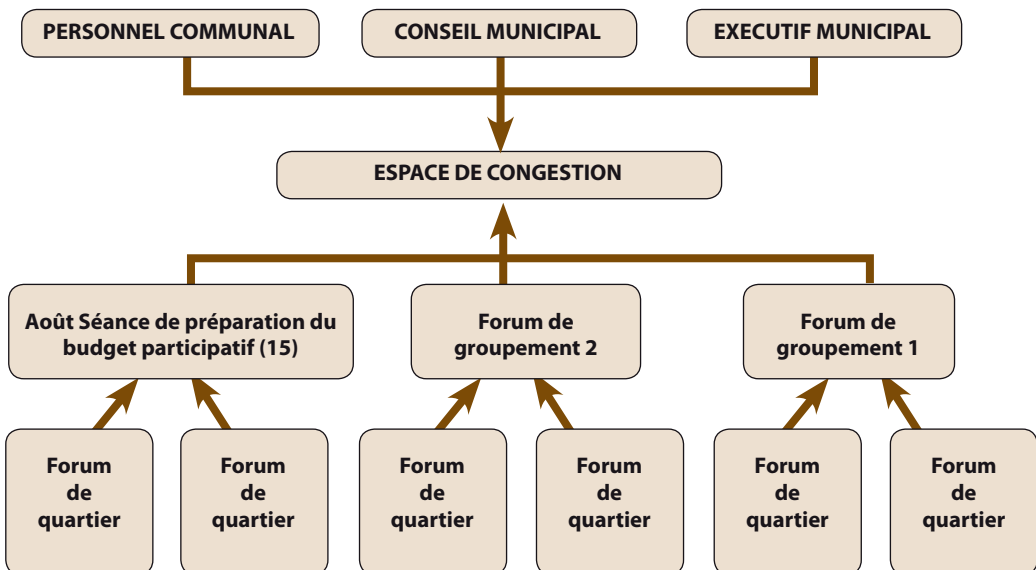 PERSONNEL COMMUNAL
CONSEIL MUNICIPAL
EXECUTIF MUNICIPAL
ESPACE DE CONGESTION
Août Séance de préparation du
budget participatif (15)
Forum de
groupement 2
Forum de
groupement 1
Forum
de
quartier
Forum
de
quartier
Forum
de
quartier
Forum
de
quartier
Forum
de
quartier
Forum
de
quartier